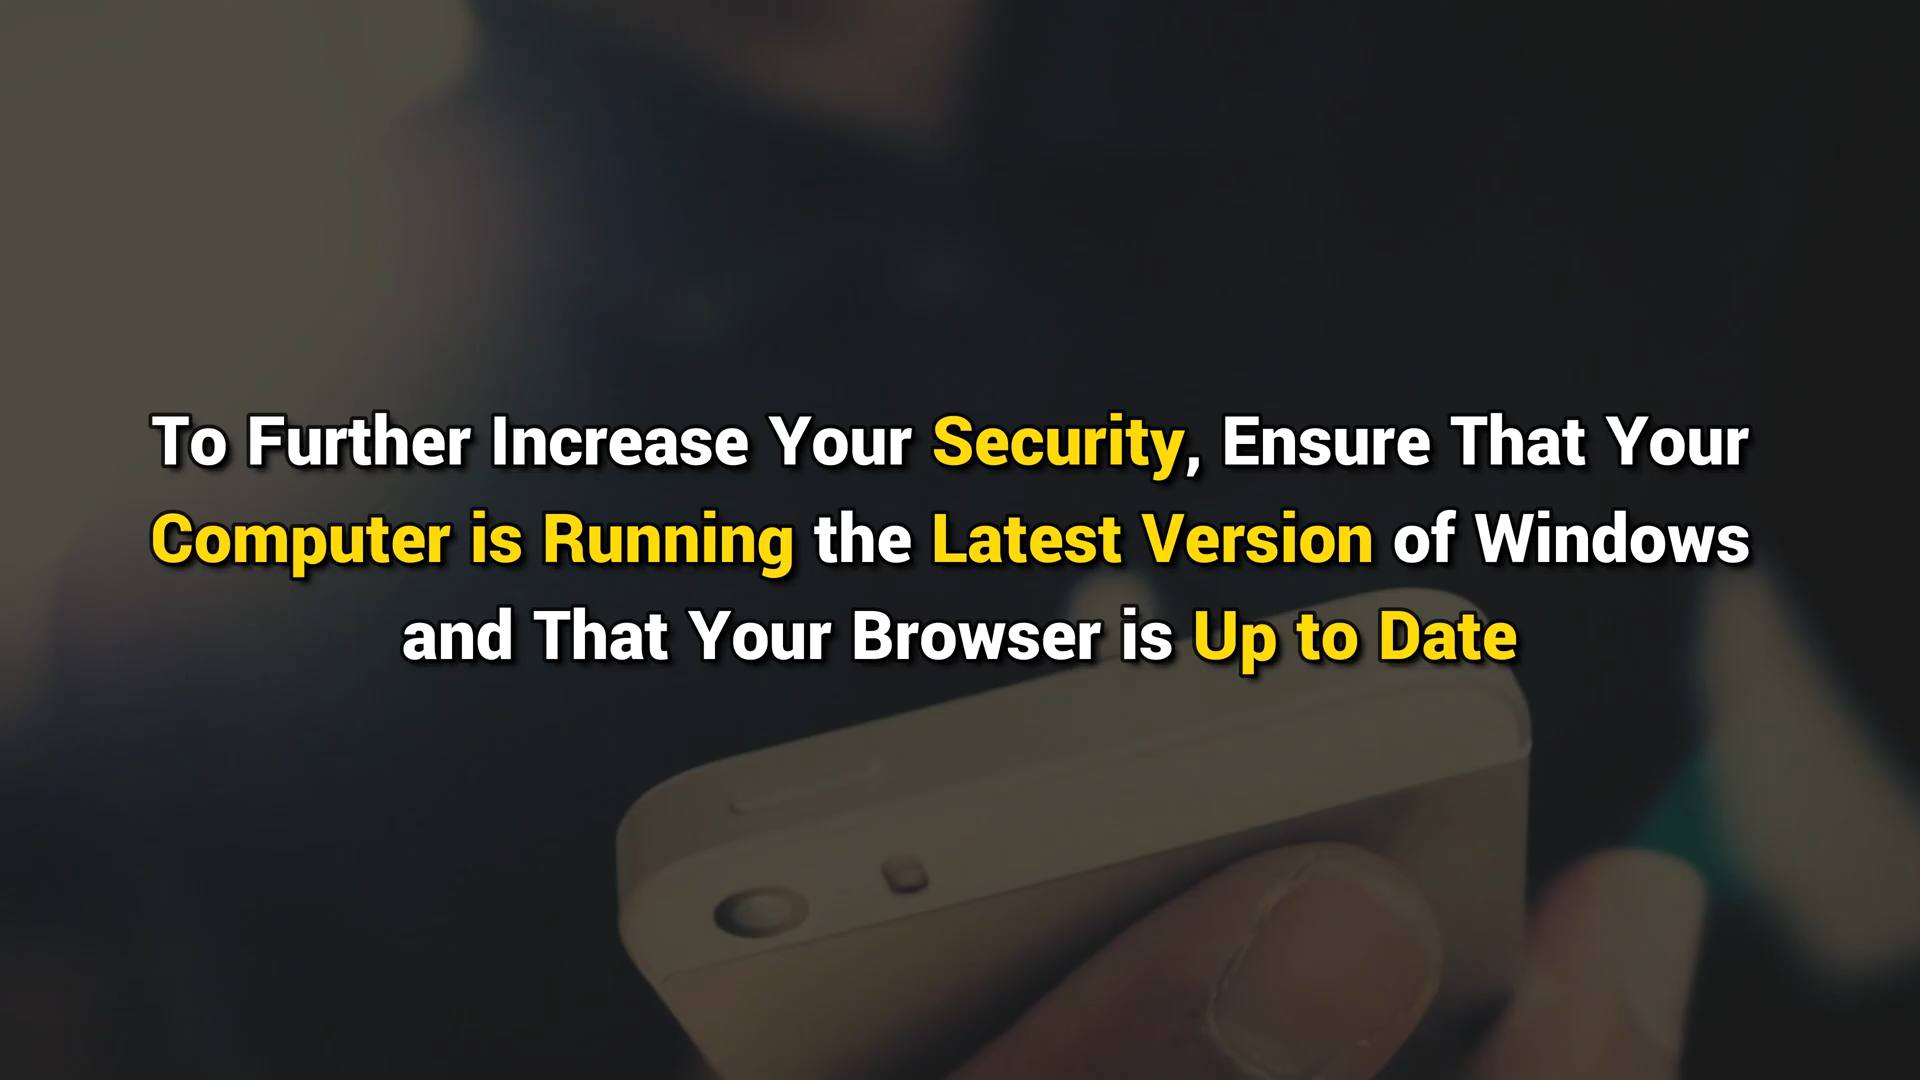 To Further Increase Your Security, Ensure That Your
Computer is Running the Latest Version of Windows
and That Your Browser is Up to Date